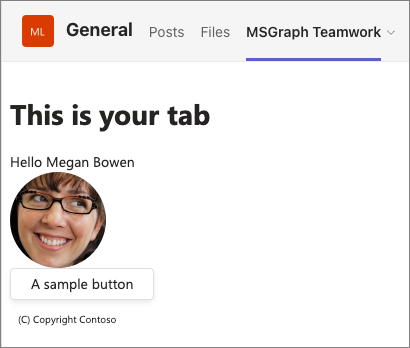 ML General Posts Files MSGraph Teamwork
This is your tab
Hello Megan Bowen
A sample button
(C) Copyright Contoso